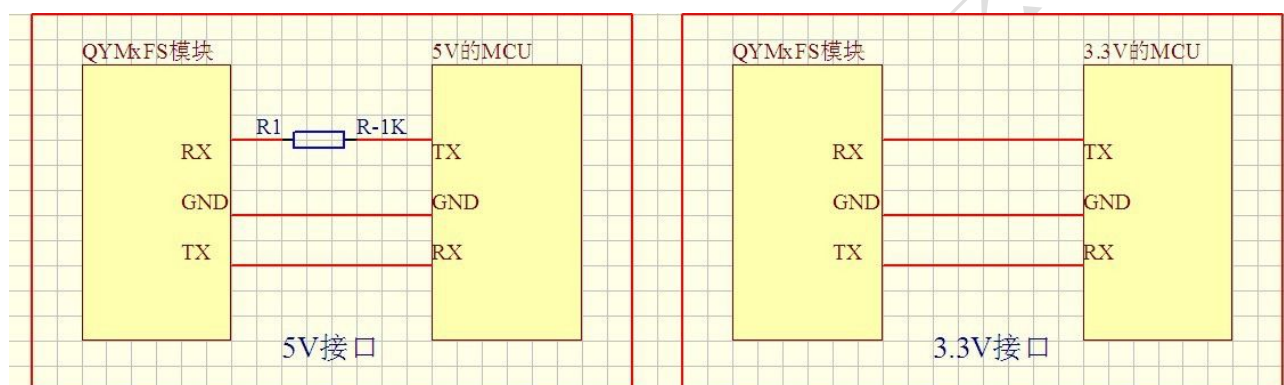 QYMxFS模块
5V的MCU
R1
R-1K
RX
TX
GND
GND
TX
RX
5V接口
QYMxFS模块
3.3V的MCU
RX
TX
GND
GND
TX
RX
3.3V接口